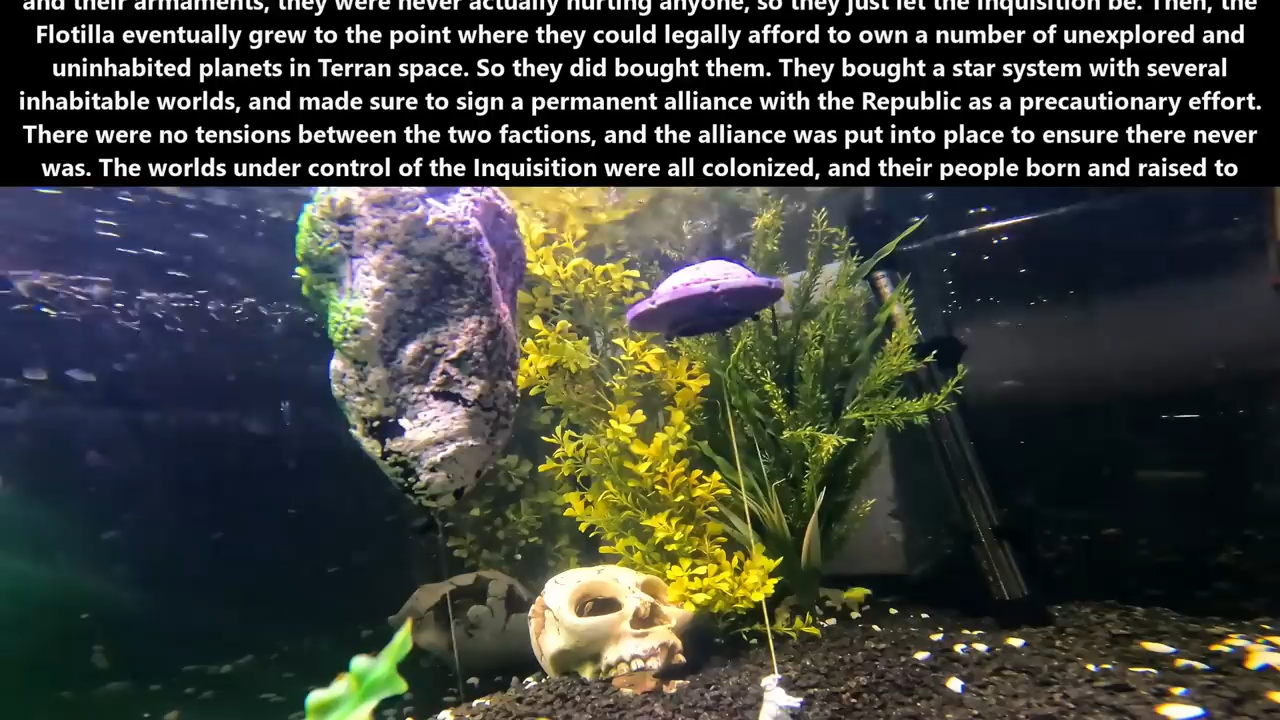 and their armaments, they were never actually hurting anyone, so they just let the Inquisition be. Then, the
Flotilla eventually grew to the point where they could legally afford to own a number of unexplored and
uninhabited planets in Terran space. So they did bought them. They bought a star system with several
inhabitable worlds, and made sure to sign a permanent alliance with the Republic as a precautionary effort.
There were no tensions between the two factions, and the alliance was put into place to ensure there never
was. The worlds under control of the Inquisition were all colonized, and their people born and raised to